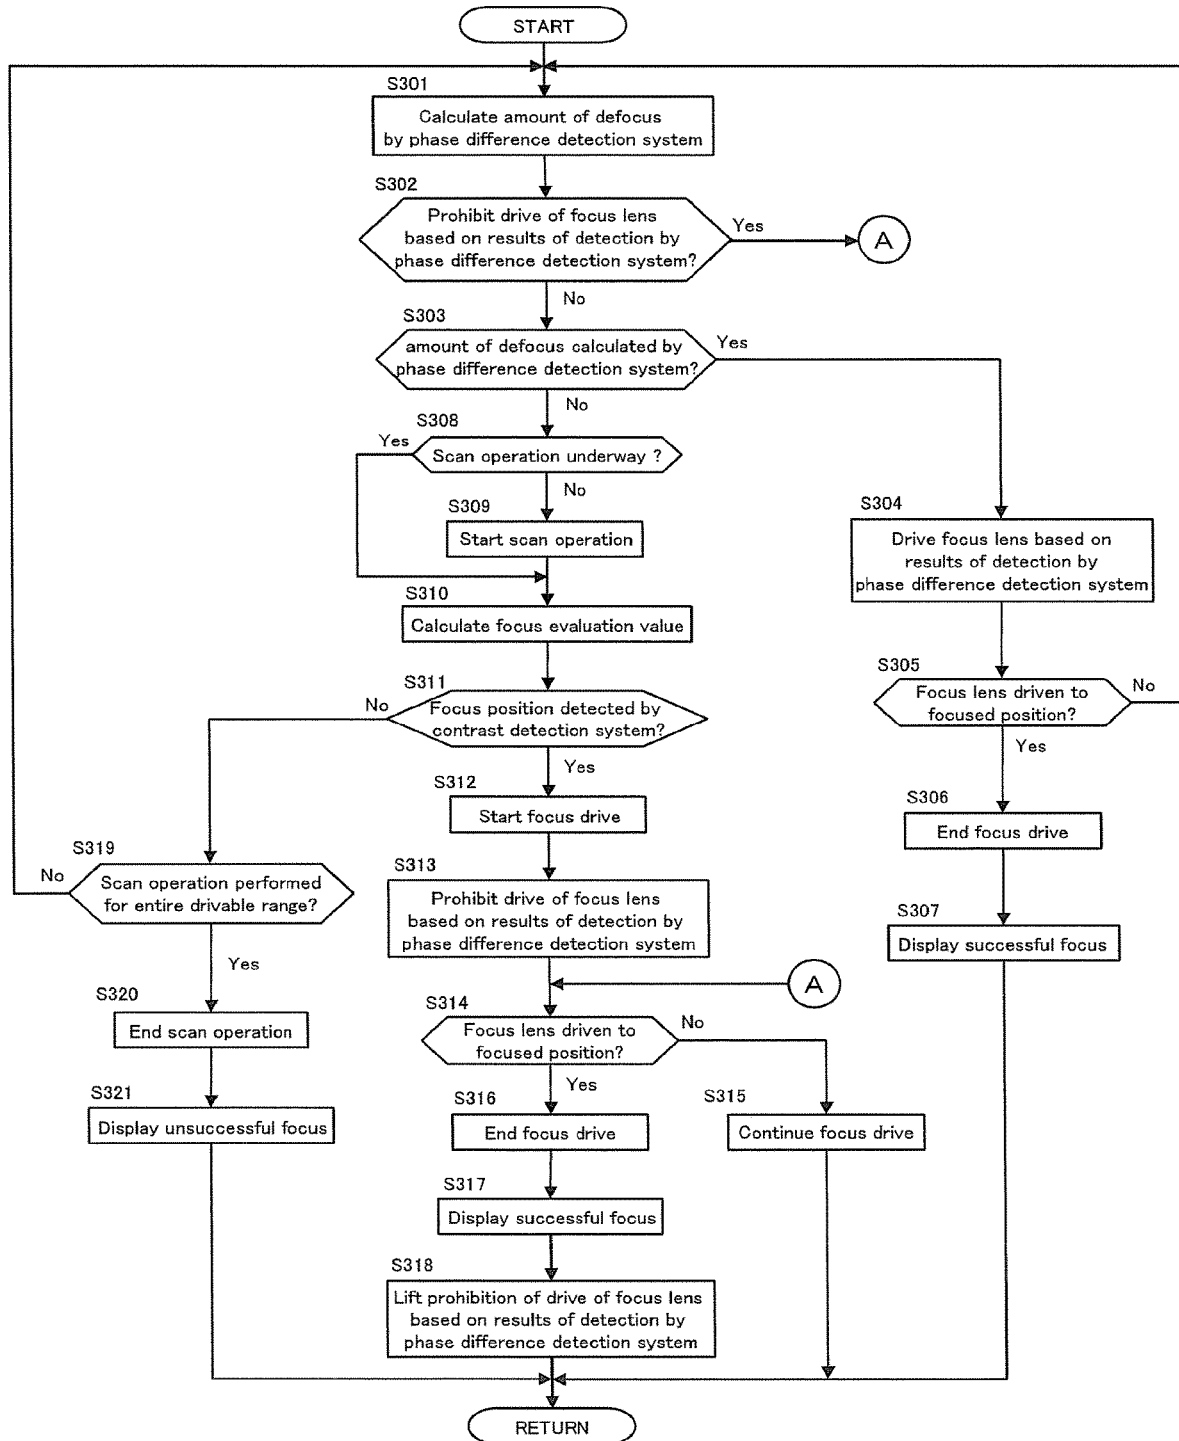 START
S301
Calculate amount of defocus
by phase difference detection system
S302
Prohibit drive of focus lens
based on results of detection by
phase difference detection system?
Yes
A
No
S303
amount of defocus calculated by
phase difference detection system?
Yes
No
S308
Yes
Scan operation underway ?
No
S309
Start scan operation
S304
Drive focus lens based on
results of detection by
phase difference detection system
S310
Calculate focus evaluation value
S305
Focus lens driven to
focused position?
No
Yes
S311
No
Focus position detected by
contrast detection system?
Yes
S312
Start focus drive
S306
End focus drive
S319
No
Scan operation performed
for entire drivable range?
Yes
S313
Prohibit drive of focus lens
based on results of detection by
phase difference detection system
S307
Display successful focus
A
S320
End scan operation
S314
Focus lens driven to
focused position?
No
Yes
S321
Display unsuccessful focus
S316
End focus drive
S315
Continue focus drive
S317
Display successful focus
S318
Lift prohibition of drive of focus lens
based on results of detection by
phase difference detection system
RETURN